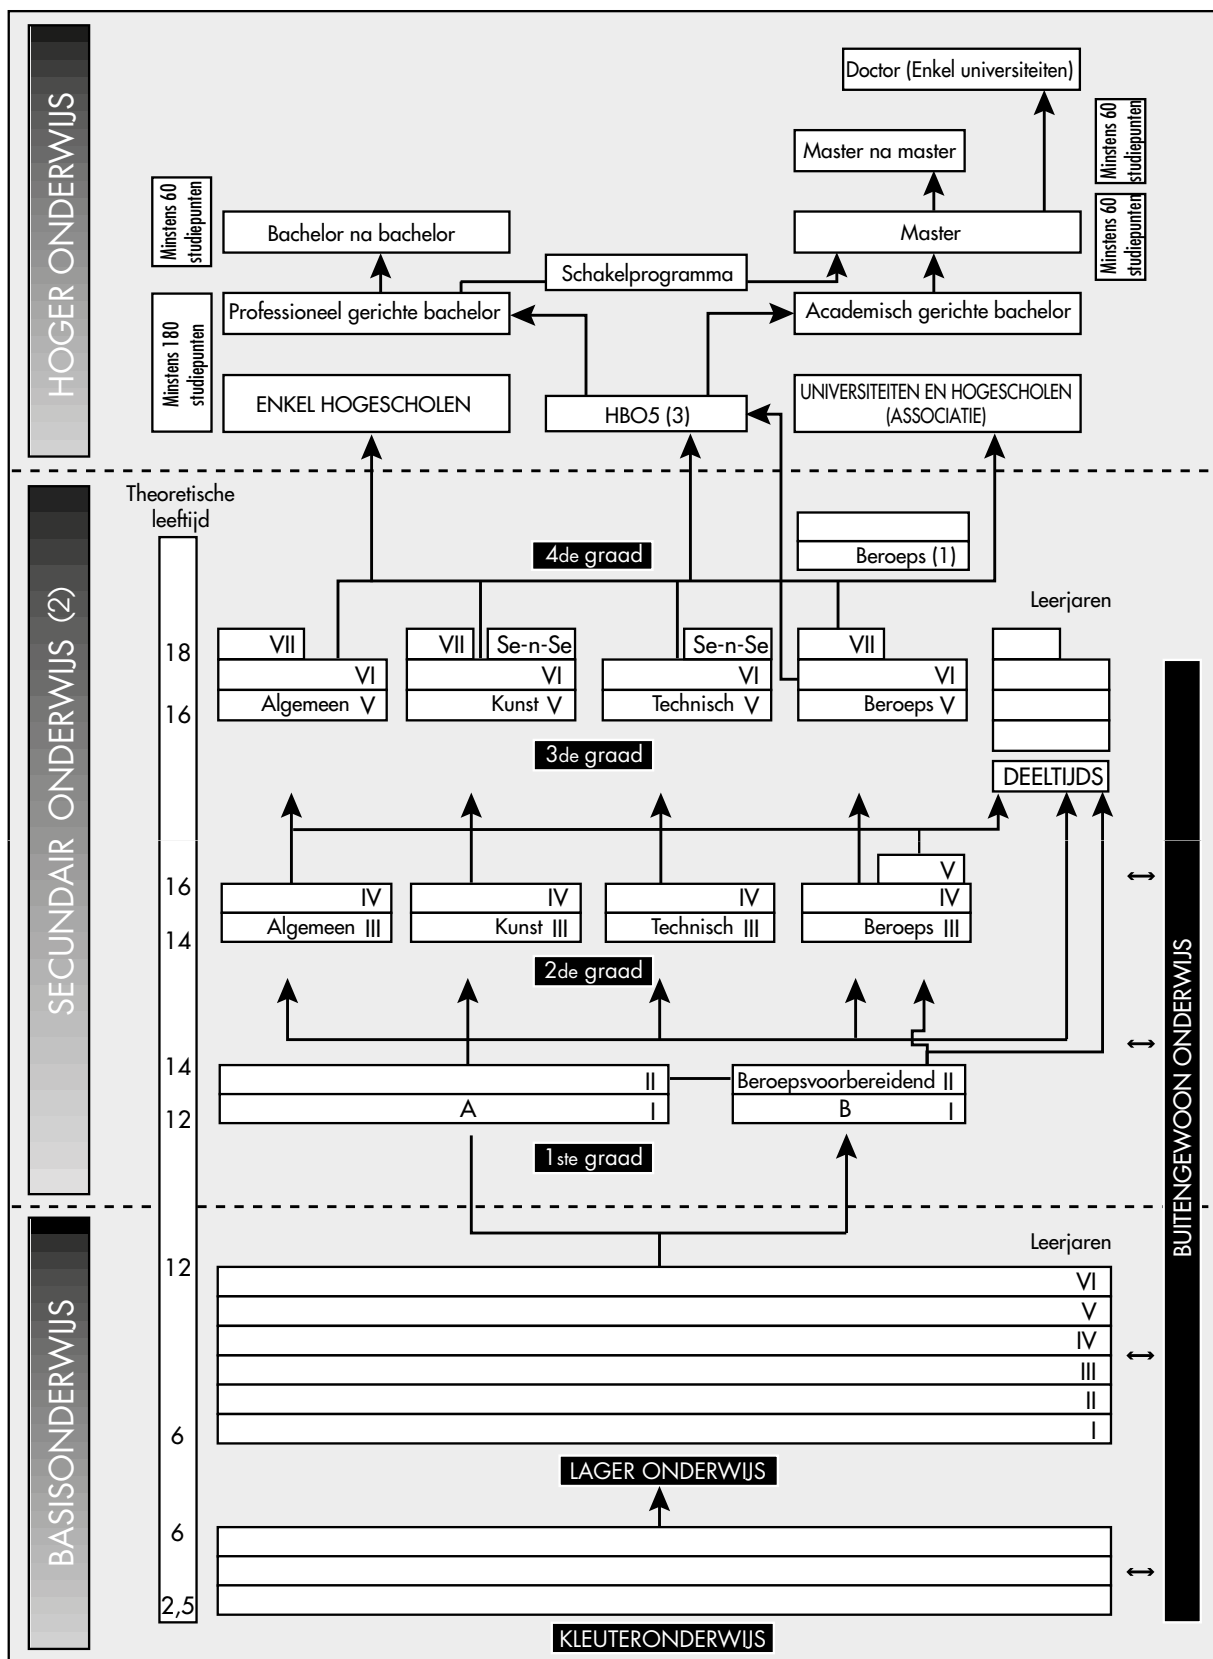 HOGER ONDERWIJS
Doctor (Enkel universiteiten)
Minstens 60
studiepunten
Master na master
Minstens 60
studiepunten
Bachelor na bachelor
Master
Minstens 60
studiepunten
Schakelprogramma
Professioneel gerichte bachelor
Academisch gerichte bachelor
Minstens 180
studiepunten
ENKEL HOGESCHOLEN
HBO5 (3)
UNIVERSITEITEN EN HOGESCHOLEN
(ASSOCIATIE)
SECUNDAIR ONDERWIJS (2)
Theoretische
leeftijd
4de graad
Beroeps (1)
Leerjaren
18
VII
VII
Se-n-Se
Se-n-Se
VII
VI
VI
VI
VI
16
Algemeen V
Kunst V
Technisch V
Beroeps V
3de graad
DEELTIJDS
V
16
IV
IV
IV
IV
14
Algemeen III
Kunst III
Technisch III
Beroeps III
2de graad
14
II
Beroepsvoorbereidend II
12
A I
B I
1ste graad
BUITENGEWOON ONDERWIJS
BASISONDERWIJS
Leerjaren
12
VI
V
IV
III
II
6
I
LAGER ONDERWIJS
6
2,5
KLEUTERONDERWIJS